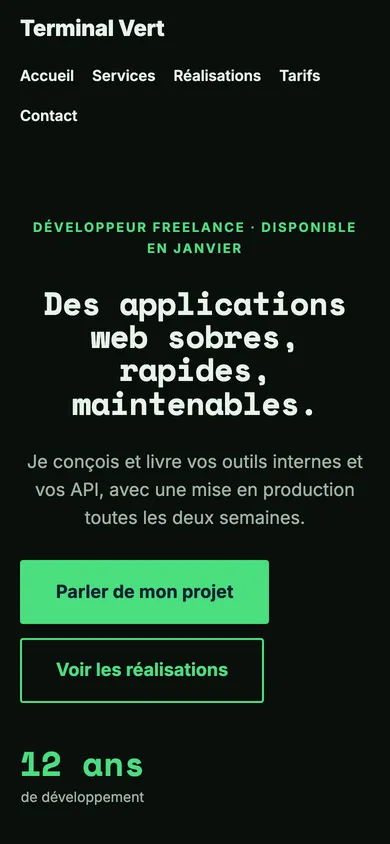 Terminal Vert
Accueil Services Réalisations Tarifs
Contact
DÉVELOPPEUR FREELANCE · DISPONIBLE
EN JANVIER
Des applications
web sobres,
rapides,
maintenables.
Je conçois et livre vos outils internes et
vos API, avec une mise en production
toutes les deux semaines.
Parler de mon projet
Voir les réalisations
12 ans
de développement